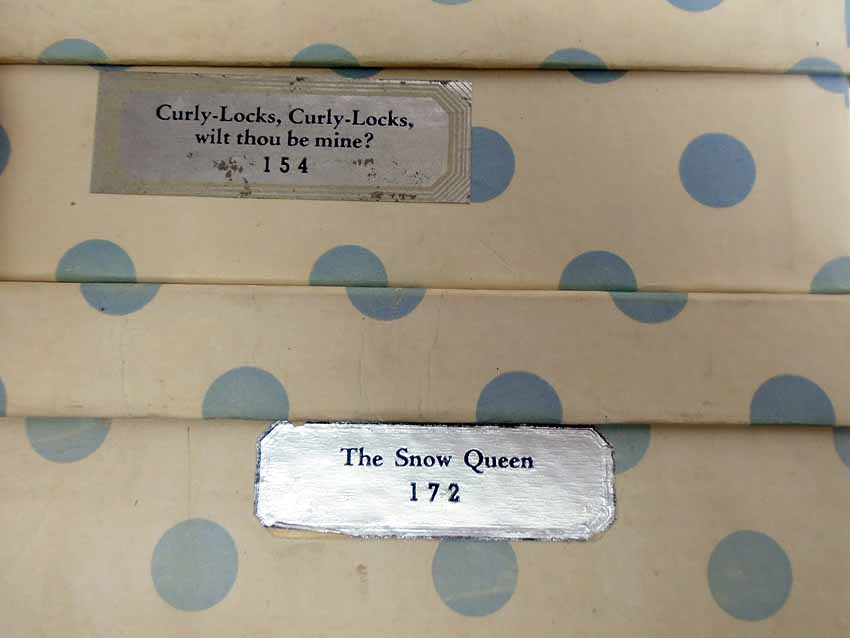 Curly-Locks, Curly-Locks,
wilt thou be mine?
154
The Snow Queen
172